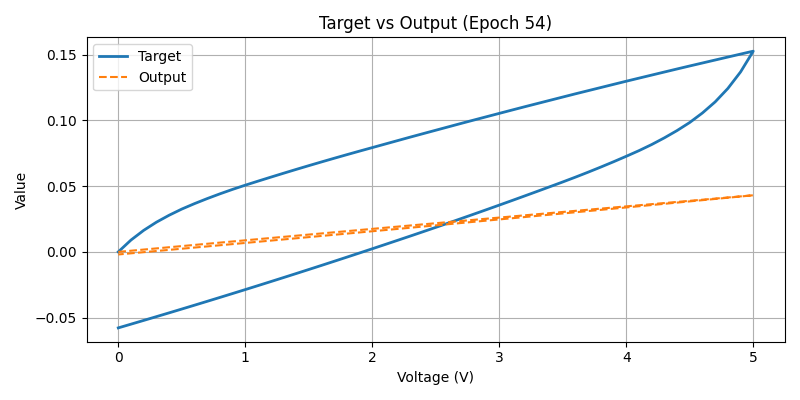 Target vs Output (Epoch 54)
Target
Output
Value
0.15
0.10
0.05
0.00
−0.05
0 1 2 3 4 5
Voltage (V)